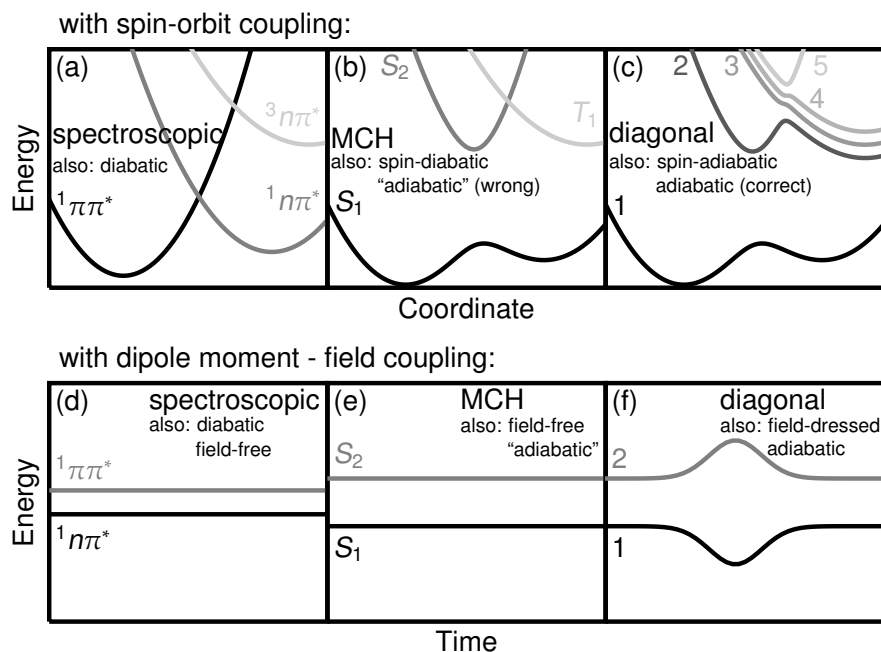 with spin-orbit coupling:
(a)
³nπ*
spectroscopic
also: diabatic
¹ππ*
¹nπ*
(b)
S₂
T₁
MCH
also: spin-diabatic
“adiabatic” (wrong)
S₁
(c)
2
3
5
4
diagonal
also: spin-adiabatic
adiabatic (correct)
1
Energy
Coordinate
with dipole moment - field coupling:
(d)
spectroscopic
also: diabatic
field-free
¹ππ*
¹nπ*
(e)
MCH
also: field-free
“adiabatic”
S₂
S₁
(f)
diagonal
also: field-dressed
adiabatic
2
1
Energy
Time